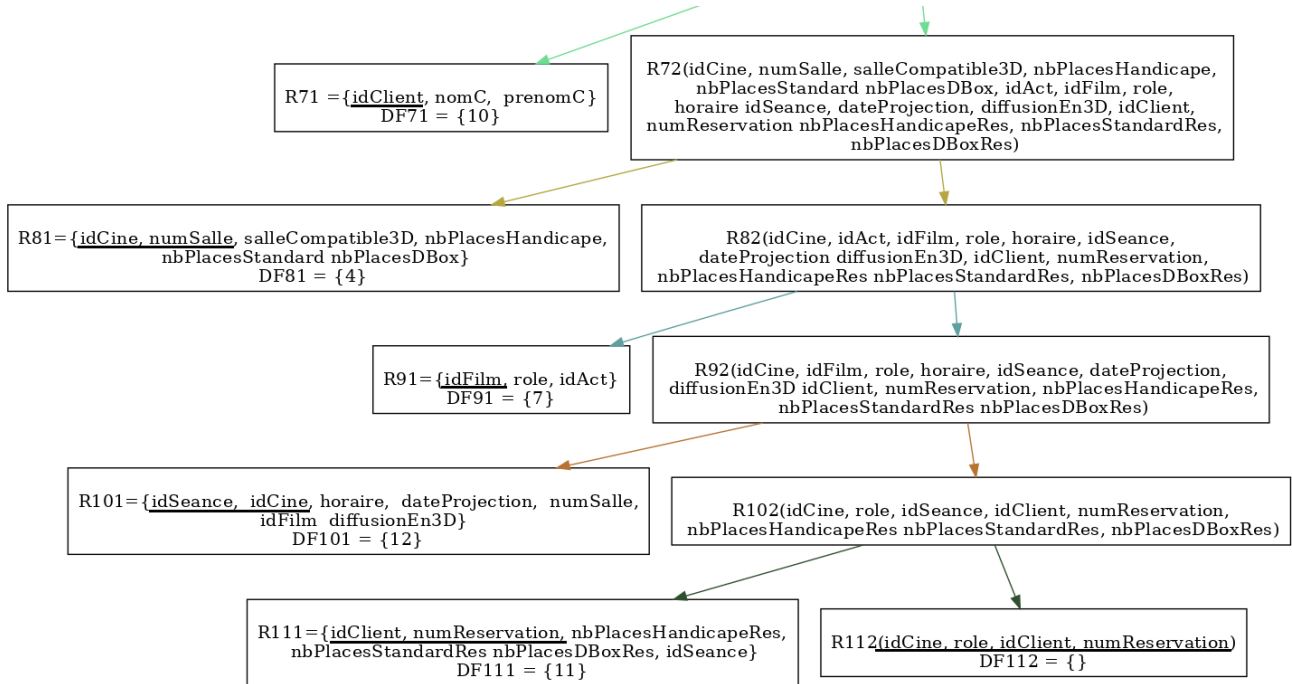 R71 ={idClient, nomC,  prenomC}
DF71 = {10}
R72(idCine, numSalle, salleCompatible3D, nbPlacesHandicape,
nbPlacesStandard nbPlacesDBox, idAct, idFilm, role,
horaire idSeance, dateProjection, diffusionEn3D, idClient,
numReservation nbPlacesHandicapeRes, nbPlacesStandardRes,
nbPlacesDBoxRes)
R81={idCine, numSalle, salleCompatible3D, nbPlacesHandicape,
nbPlacesStandard nbPlacesDBox}
DF81 = {4}
R82(idCine, idAct, idFilm, role, horaire, idSeance,
dateProjection diffusionEn3D, idClient, numReservation,
nbPlacesHandicapeRes nbPlacesStandardRes, nbPlacesDBoxRes)
R91={idFilm, role, idAct}
DF91 = {7}
R92(idCine, idFilm, role, horaire, idSeance, dateProjection,
diffusionEn3D idClient, numReservation, nbPlacesHandicapeRes,
nbPlacesStandardRes nbPlacesDBoxRes)
R101={idSeance,  idCine, horaire,  dateProjection,  numSalle,
idFilm  diffusionEn3D}
DF101 = {12}
R102(idCine, role, idSeance, idClient, numReservation,
nbPlacesHandicapeRes nbPlacesStandardRes, nbPlacesDBoxRes)
R111={idClient, numReservation, nbPlacesHandicapeRes,
nbPlacesStandardRes nbPlacesDBoxRes, idSeance}
DF111 = {11}
R112(idCine, role, idClient, numReservation)
DF112 = {}